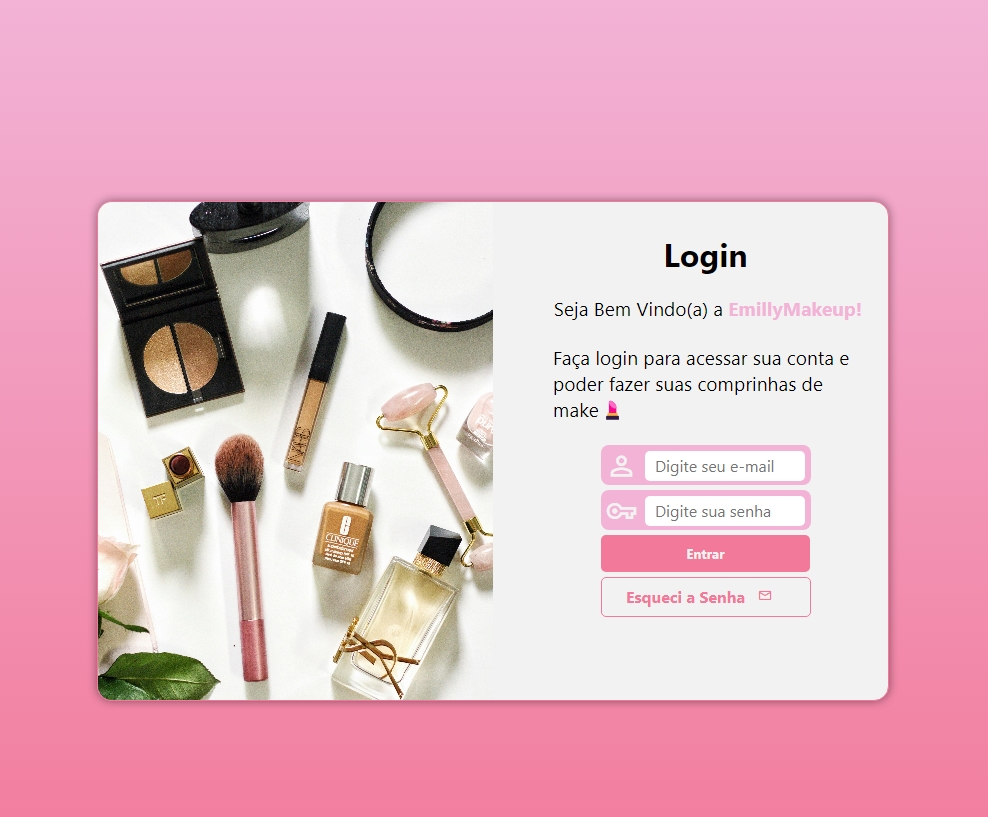 Login
Seja Bem Vindo(a) a EmillyMakeup!
Faça login para acessar sua conta e
poder fazer suas comprinhas de
make 💄
Digite seu e-mail
Digite sua senha
Entrar
Esqueci a Senha
NARS
TF
CLINIQUE